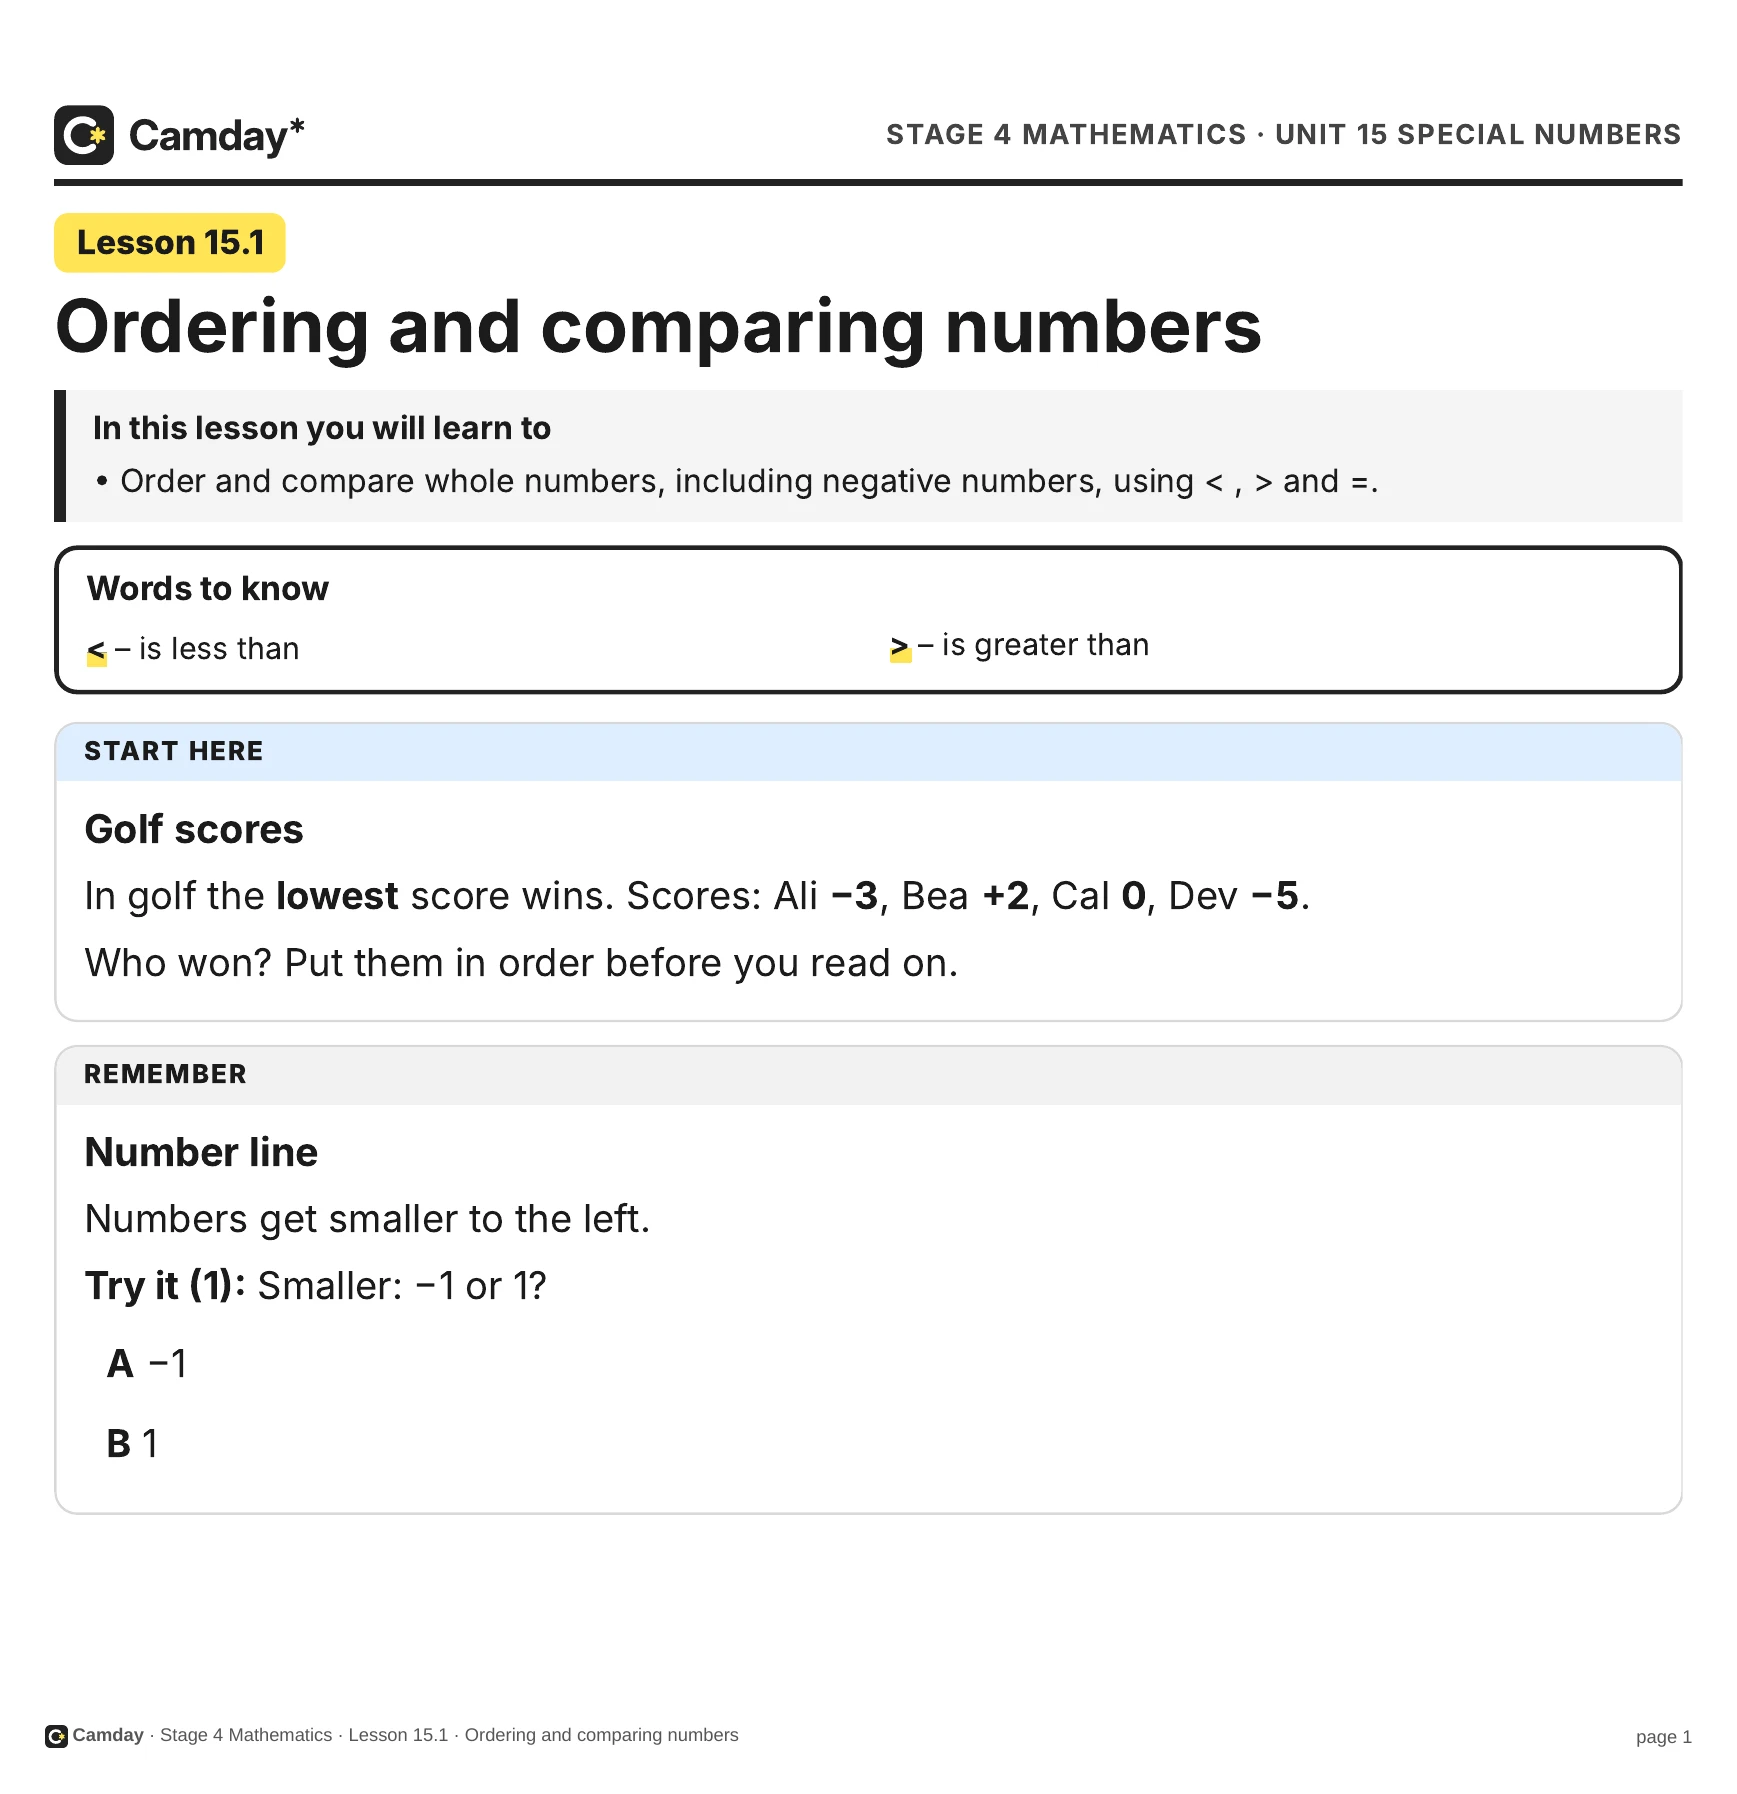 Camday*
STAGE 4 MATHEMATICS · UNIT 15 SPECIAL NUMBERS
Lesson 15.1
Ordering and comparing numbers
In this lesson you will learn to
• Order and compare whole numbers, including negative numbers, using < , > and =.
Words to know
< – is less than
> – is greater than
START HERE
Golf scores
In golf the lowest score wins. Scores: Ali −3, Bea +2, Cal 0, Dev −5.
Who won? Put them in order before you read on.
REMEMBER
Number line
Numbers get smaller to the left.
Try it (1): Smaller: −1 or 1?
A −1
B 1
Camday · Stage 4 Mathematics · Lesson 15.1 · Ordering and comparing numbers
page 1